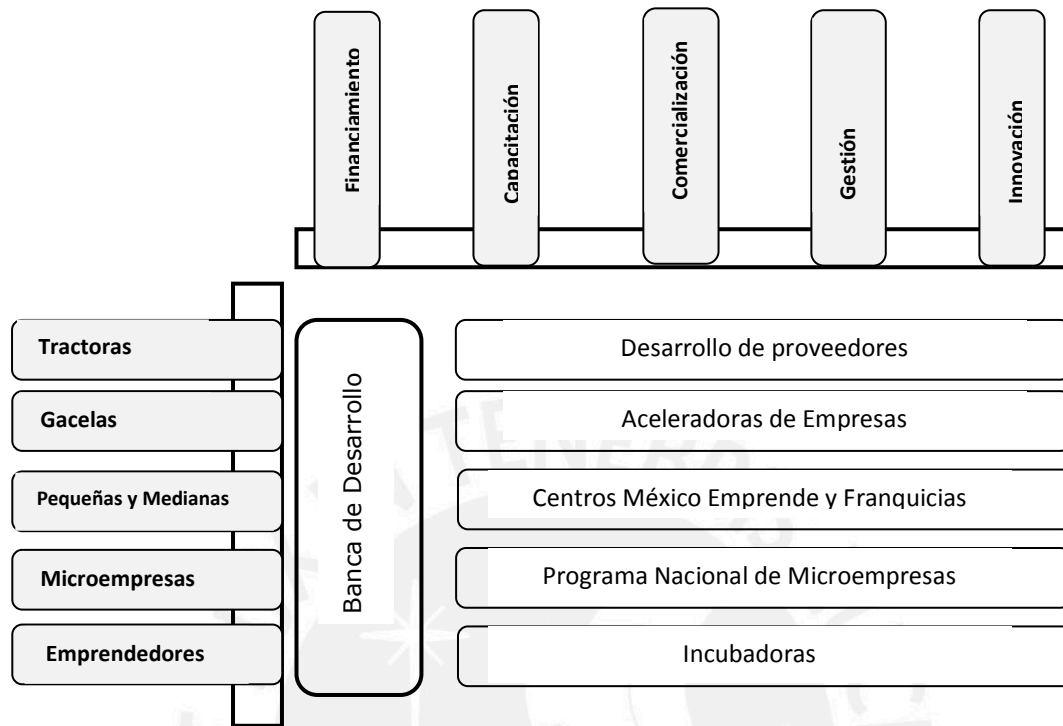 Financiamiento
Capacitación
Comercialización
Gestión
Innovación
Tractoras
Gacelas
Pequeñas y Medianas
Microempresas
Emprendedores
Banca de Desarrollo
Desarrollo de proveedores
Aceleradoras de Empresas
Centros México Emprende y Franquicias
Programa Nacional de Microempresas
Incubadoras